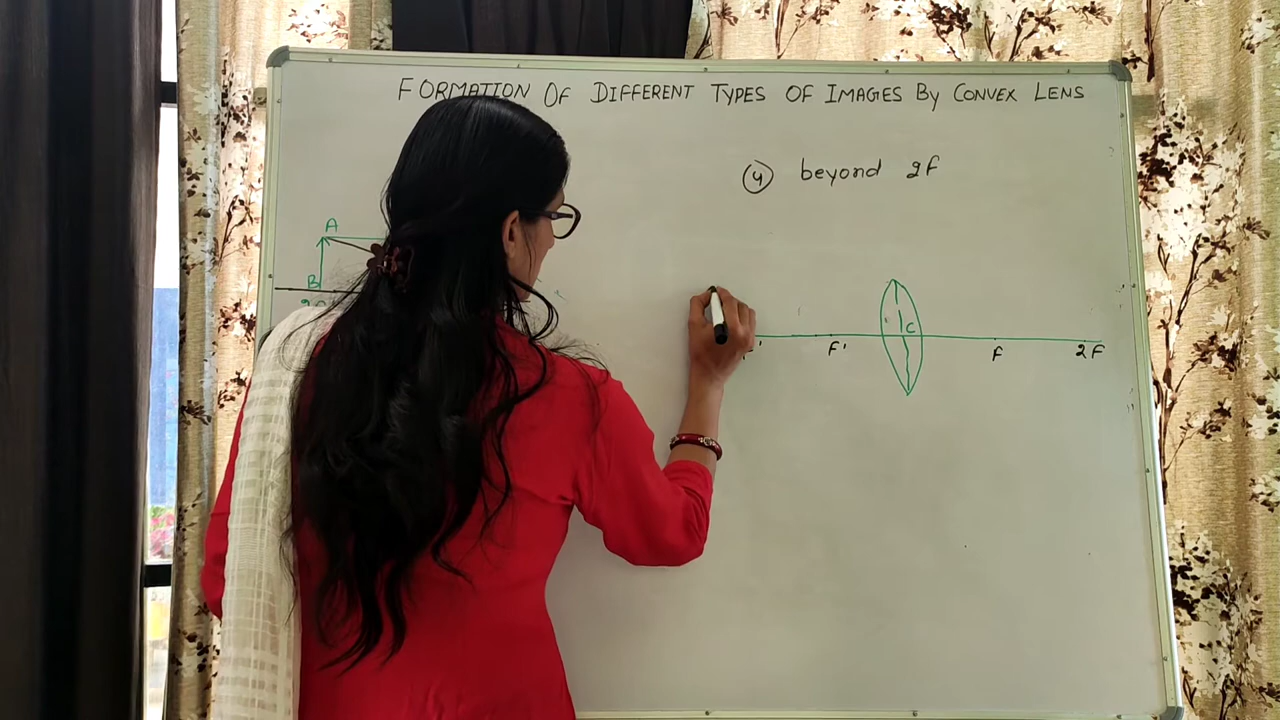 FORMATION OF DIFFERENT TYPES OF IMAGES By CONVEX LENS
4 beyond 2F
A
B
C
F'
F
2F